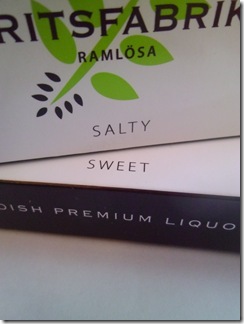 RITSFABRIK
RAMLÖSA
SALTY
SWEET
DISH PREMIUM LIQUO